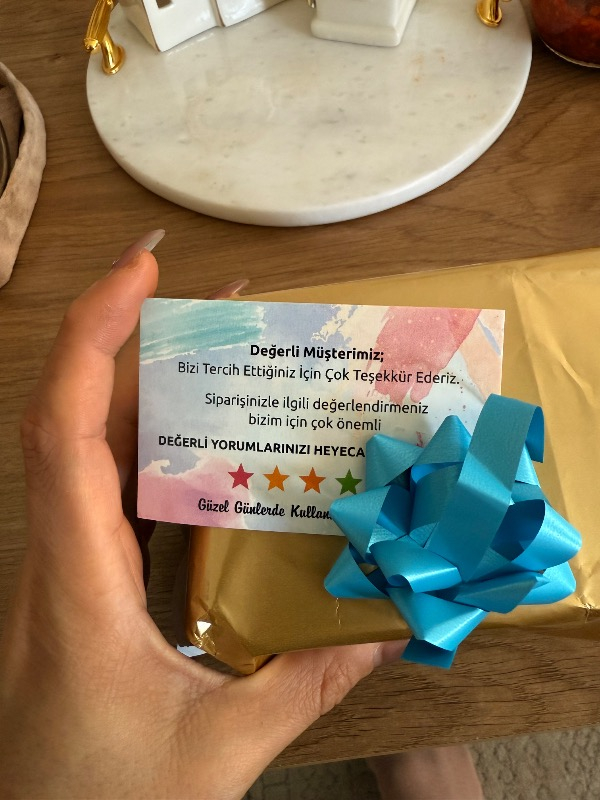 Değerli Müşterimiz;
Bizi Tercih Ettiğiniz İçin Çok Teşekkür Ederiz.
Siparişinizle ilgili değerlendirmeniz
bizim için çok önemli
DEĞERLİ YORUMLARINIZI
Güzel Günlerde